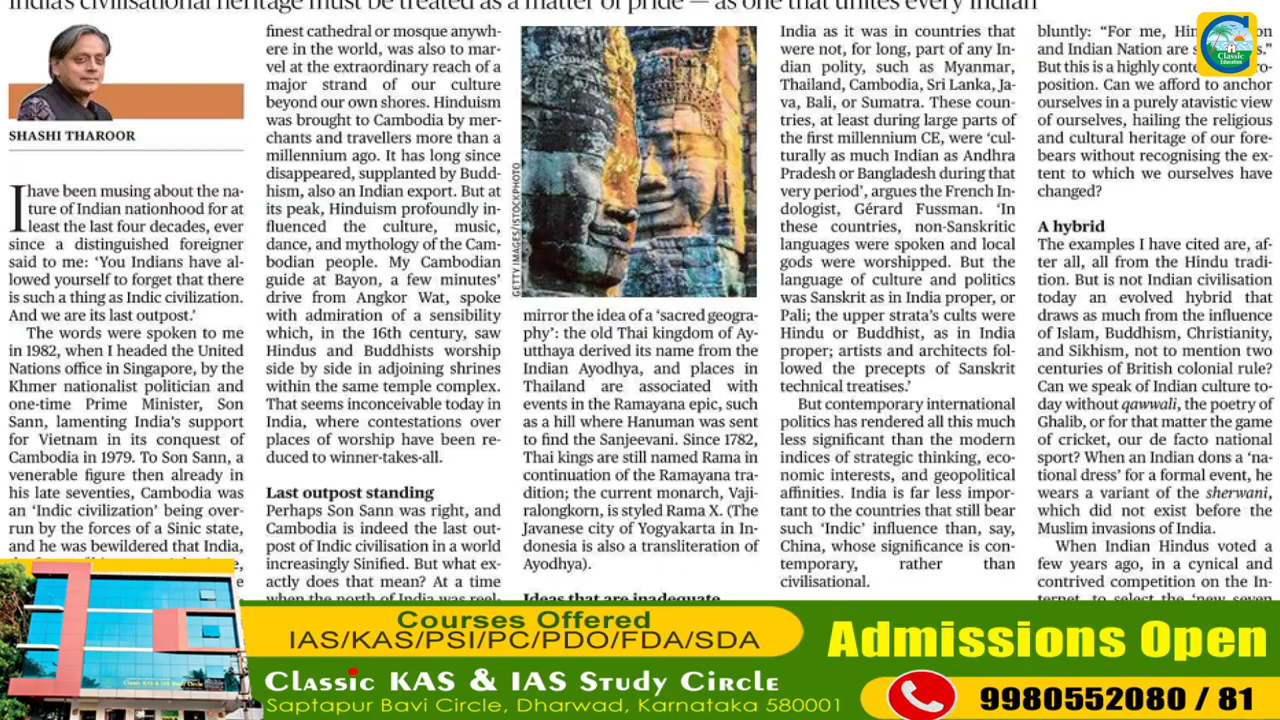 India's civilisational heritage must be treated as a matter of pride — as one that unites every Indian
SHASHI THAROOR
I have been musing about the na-
ture of Indian nationhood for at
least the last four decades, ever
since a distinguished foreigner
said to me: 'You Indians have al-
lowed yourself to forget that there
is such a thing as Indic civilization.
And we are its last outpost.'
The words were spoken to me
in 1982, when I headed the United
Nations office in Singapore, by the
Khmer nationalist politician and
one-time Prime Minister, Son
Sann, lamenting India's support
for Vietnam in its conquest of
Cambodia in 1979. To Son Sann, a
venerable figure then already in
his late seventies, Cambodia was
an 'Indic civilization' being over-
run by the forces of a Sinic state,
and he was bewildered that India,
finest cathedral or mosque anywh-
ere in the world, was also to mar-
vel at the extraordinary reach of a
major strand of our culture
beyond our own shores. Hinduism
was brought to Cambodia by mer-
chants and travellers more than a
millennium ago. It has long since
disappeared, supplanted by Budd-
hism, also an Indian export. But at
its peak, Hinduism profoundly in-
fluenced the culture, music,
dance, and mythology of the Cam-
bodian people. My Cambodian
guide at Bayon, a few minutes'
drive from Angkor Wat, spoke
with admiration of a sensibility
which, in the 16th century, saw
Hindus and Buddhists worship
side by side in adjoining shrines
within the same temple complex.
That seems inconceivable today in
India, where contestations over
places of worship have been re-
duced to winner-takes-all.
Last outpost standing
Perhaps Son Sann was right, and
Cambodia is indeed the last out-
post of Indic civilisation in a world
increasingly Sinified. But what ex-
actly does that mean? At a time
when the north of India was reel-
GETTY IMAGES/ISTOCKPHOTO
mirror the idea of a 'sacred geogra-
phy': the old Thai kingdom of Ay-
utthaya derived its name from the
Indian Ayodhya, and places in
Thailand are associated with
events in the Ramayana epic, such
as a hill where Hanuman was sent
to find the Sanjeevani. Since 1782,
Thai kings are still named Rama in
continuation of the Ramayana tra-
dition; the current monarch, Vaji-
ralongkorn, is styled Rama X. (The
Javanese city of Yogyakarta in In-
donesia is also a transliteration of
Ayodhya).
Ideas that are inadequate
India as it was in countries that
were not, for long, part of any In-
dian polity, such as Myanmar,
Thailand, Cambodia, Sri Lanka, Ja-
va, Bali, or Sumatra. These coun-
tries, at least during large parts of
the first millennium CE, were 'cul-
turally as much Indian as Andhra
Pradesh or Bangladesh during that
very period', argues the French In-
dologist, Gérard Fussman. 'In
these countries, non-Sanskritic
languages were spoken and local
gods were worshipped. But the
language of culture and politics
was Sanskrit as in India proper, or
Pali; the upper strata's cults were
Hindu or Buddhist, as in India
proper; artists and architects fol-
lowed the precepts of Sanskrit
technical treatises.'
But contemporary international
politics has rendered all this much
less significant than the modern
indices of strategic thinking, eco-
nomic interests, and geopolitical
affinities. India is far less impor-
tant to the countries that still bear
such 'Indic' influence than, say,
China, whose significance is con-
temporary, rather than
civilisational.
bluntly: "For me,
and Indian Nation are
But this is a highly
position. Can we afford to anchor
ourselves in a purely atavistic view
of ourselves, hailing the religious
and cultural heritage of our fore-
bears without recognising the ex-
tent to which we ourselves have
changed?
A hybrid
The examples I have cited are, af-
ter all, all from the Hindu tradi-
tion. But is not Indian civilisation
today an evolved hybrid that
draws as much from the influence
of Islam, Buddhism, Christianity,
and Sikhism, not to mention two
centuries of British colonial rule?
Can we speak of Indian culture to-
day without qawwali, the poetry of
Ghalib, or for that matter the game
of cricket, our de facto national
sport? When an Indian dons a 'na-
tional dress' for a formal event, he
wears a variant of the sherwani,
which did not exist before the
Muslim invasions of India.
When Indian Hindus voted a
few years ago, in a cynical and
contrived competition on the In-
ternet, to select the 'new seven
Classic
Education
Classic KAS & IAS Study Circle
Courses Offered
IAS/KAS/PSI/PC/PDO/FDA/SDA
Classic KAS & IAS Study Circle
Saptapur Bavi Circle, Dharwad, Karnataka 580001
Admissions Open
9980552080 / 81